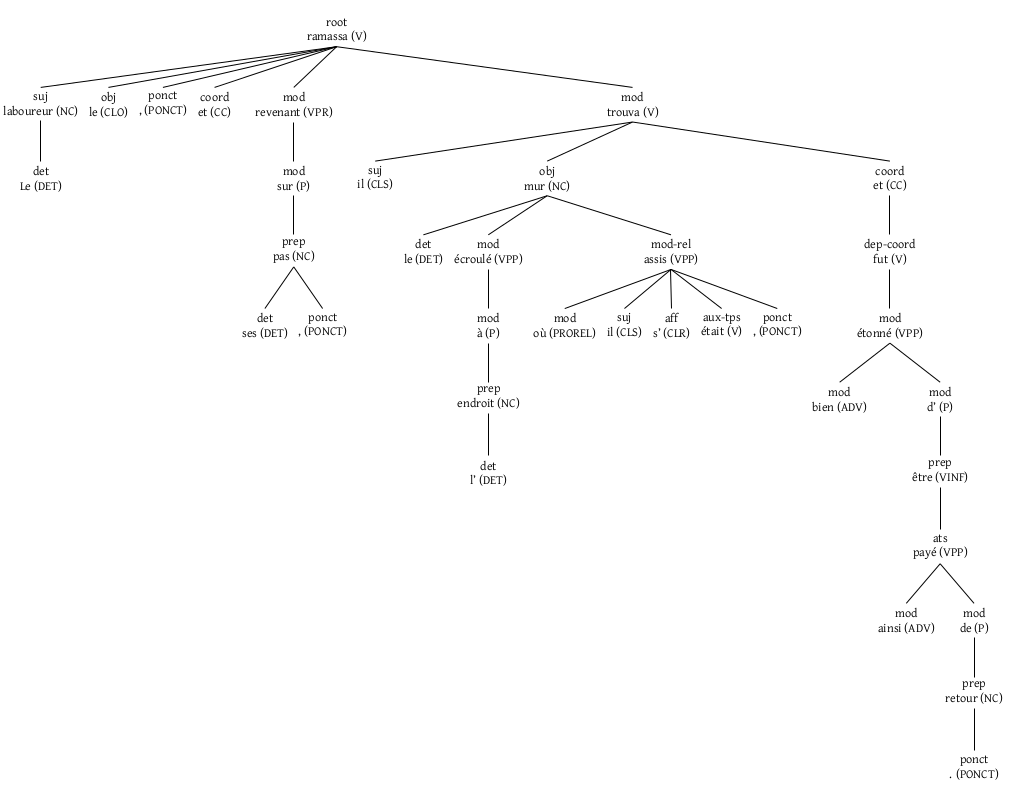 root
ramassa (V)
suj obj ponct coord mod mod
laboureur (NC) le (CLO) , (PONCT) et (CC) revenant (VPR) trouva (V)
det mod suj obj coord
Le (DET) sur (P) il (CLS) mur (NC) et (CC)
prep det mod mod-rel dep-coord
pas (NC) le (DET) écroulé (VPP) assis (VPP) fut (V)
det ponct mod mod suj aff aux-tps ponct mod
ses (DET) , (PONCT) à (P) où (PROREL) il (CLS) s' (CLR) était (V) , (PONCT) étonné (VPP)
prep mod mod
endroit (NC) bien (ADV) d' (P)
det prep
l' (DET) être (VINF)
ats
payé (VPP)
mod mod
ainsi (ADV) de (P)
prep
retour (NC)
ponct
. (PONCT)